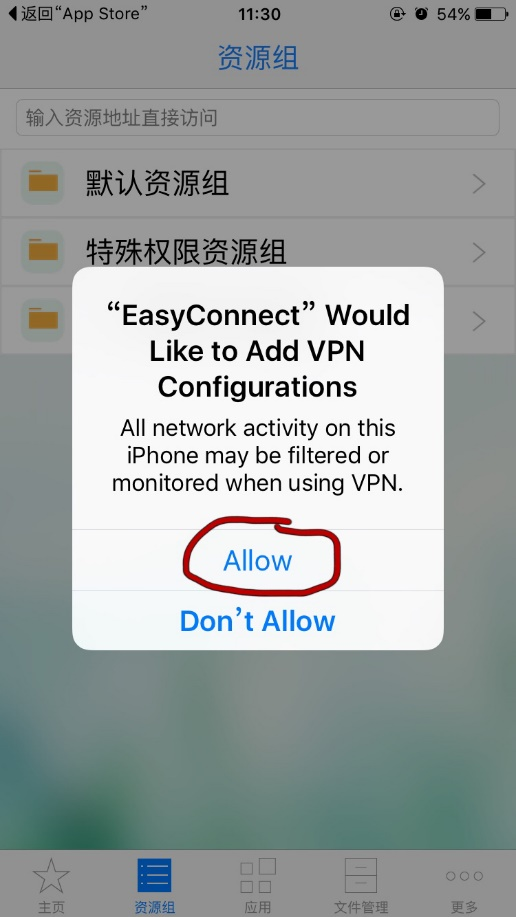 返回“App Store”
11:30
54%
资源组
输入资源地址直接访问
默认资源组
特殊权限资源组
“EasyConnect” Would
Like to Add VPN
Configurations
All network activity on this
iPhone may be filtered or
monitored when using VPN.
Allow
Don’t Allow
主页
资源组
应用
文件管理
更多